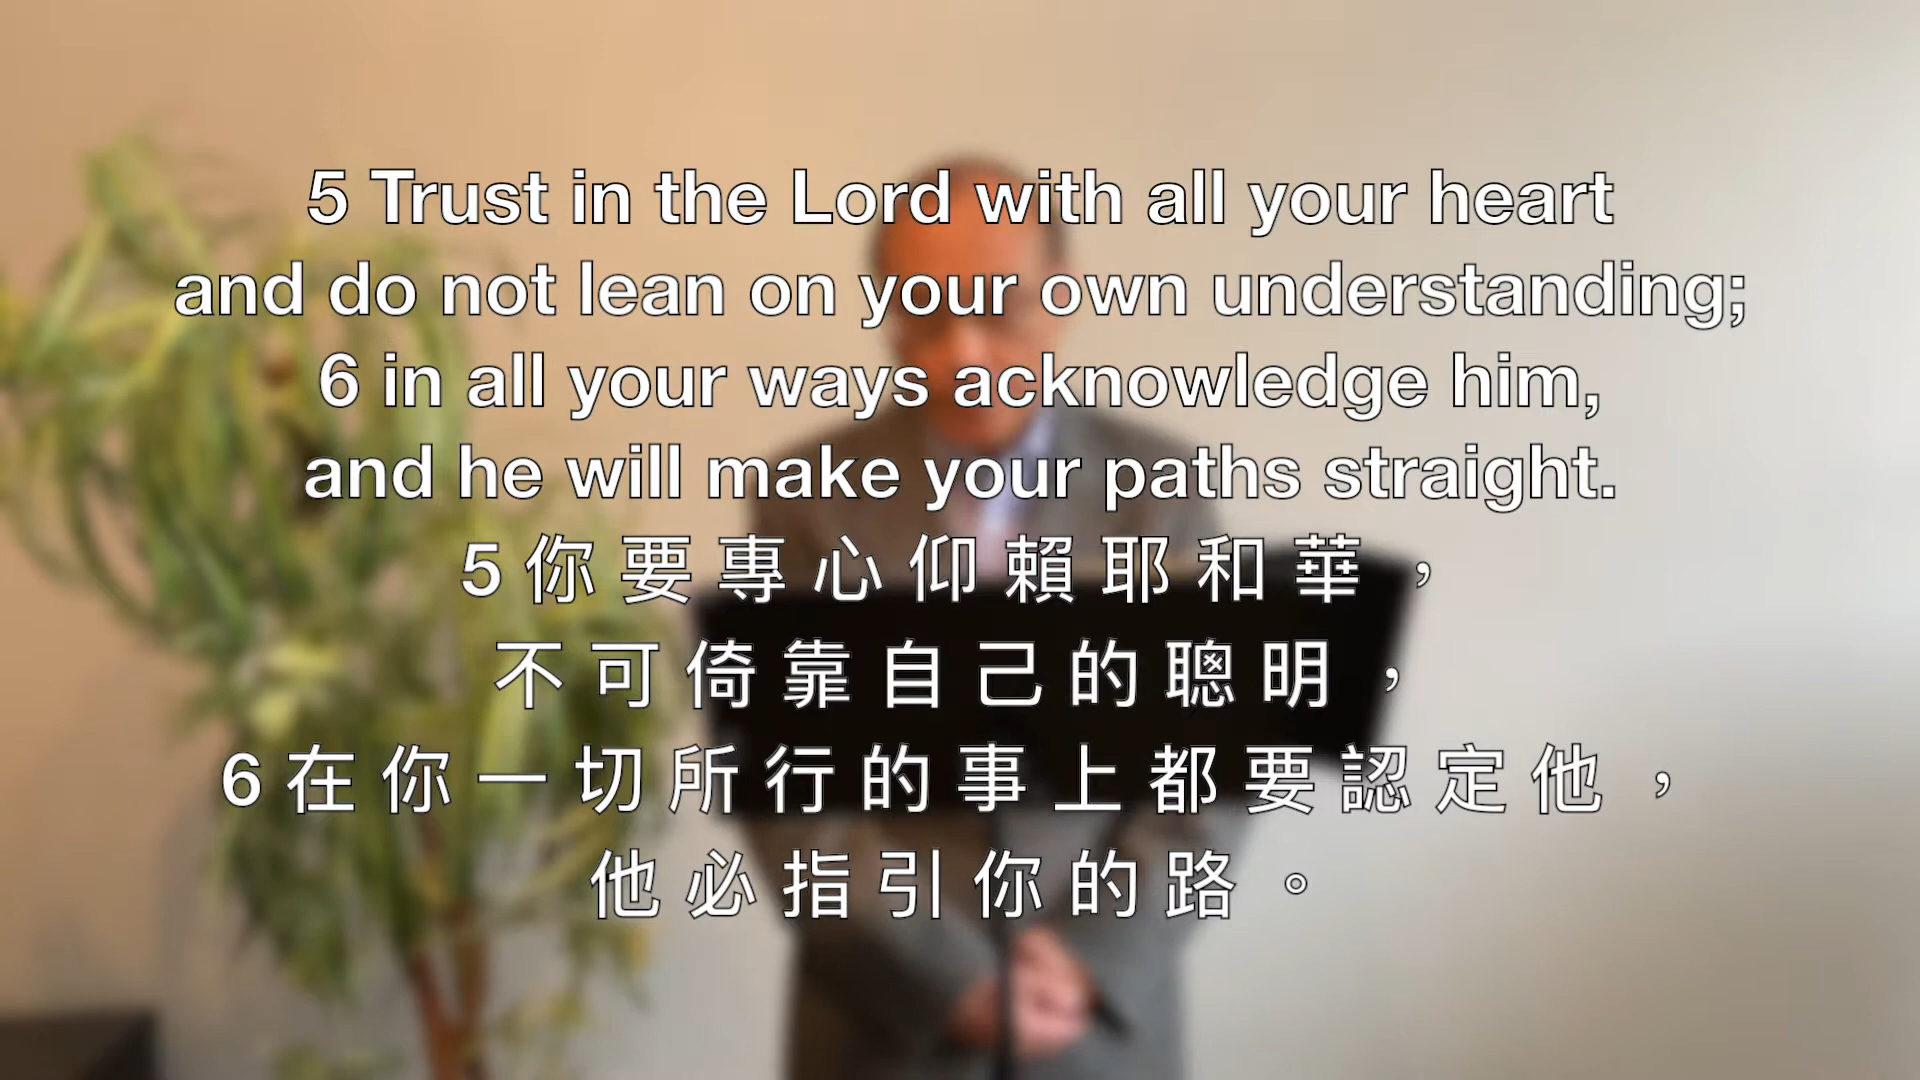 5 Trust in the Lord with all your heart
and do not lean on your own understanding;
6 in all your ways acknowledge him,
and he will make your paths straight.
5 你要專心仰賴耶和華，
不可倚靠自己的聰明，
6 在你一切所行的事上都要認定他，
他必指引你的路。